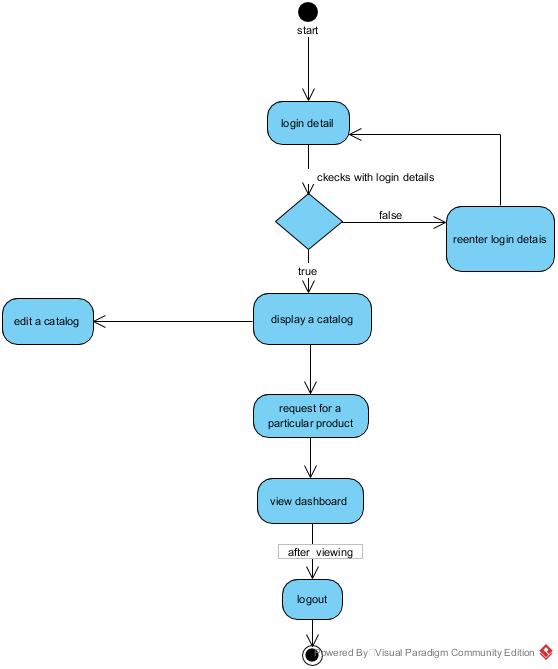 start
login detail
ckecks with login details
false
reenter login detais
true
display a catalog
edit a catalog
request for a
particular product
view dashboard
after viewing
logout
Powered By Visual Paradigm Community Edition